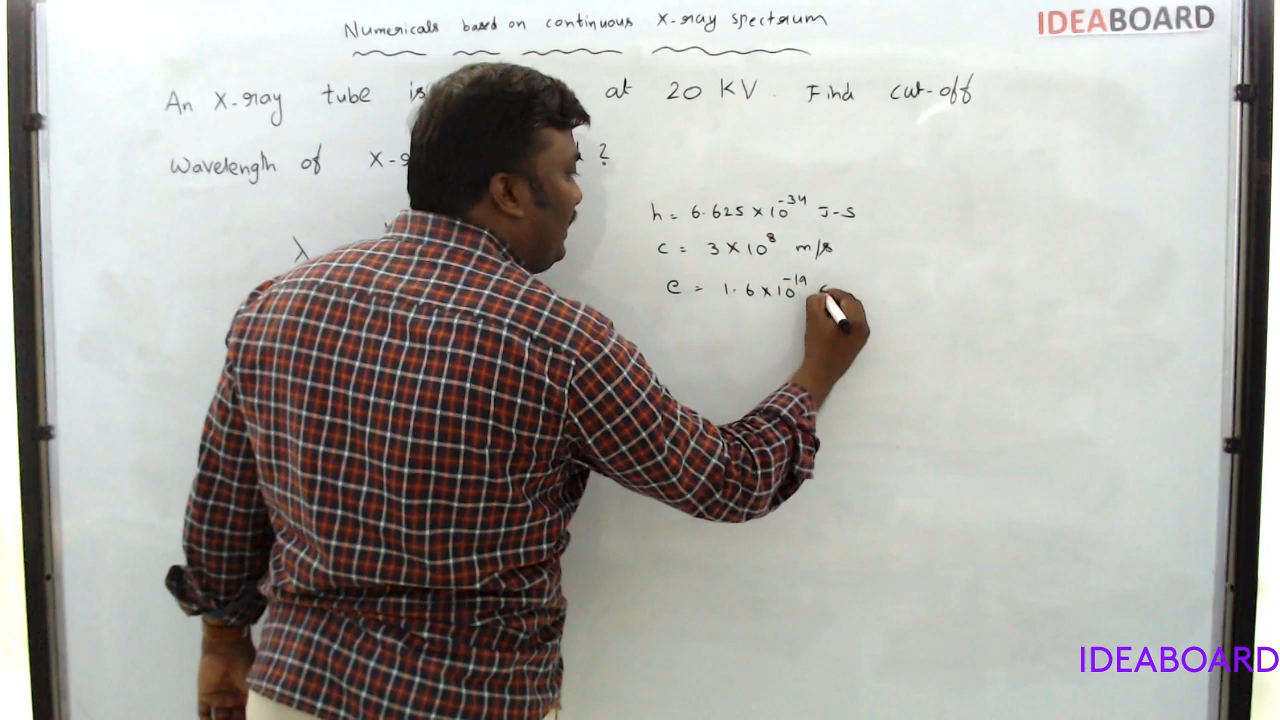 Numericals based on continuous X-ray spectrum
IDEABOARD
An X-ray tube is at 20 KV. Find cut-off
wavelength of X- ?
λ
h = 6.625 × 10⁻³⁴ J-S
c = 3 × 10⁸ m/s
e = 1.6 × 10⁻¹⁹ c
IDEABOARD